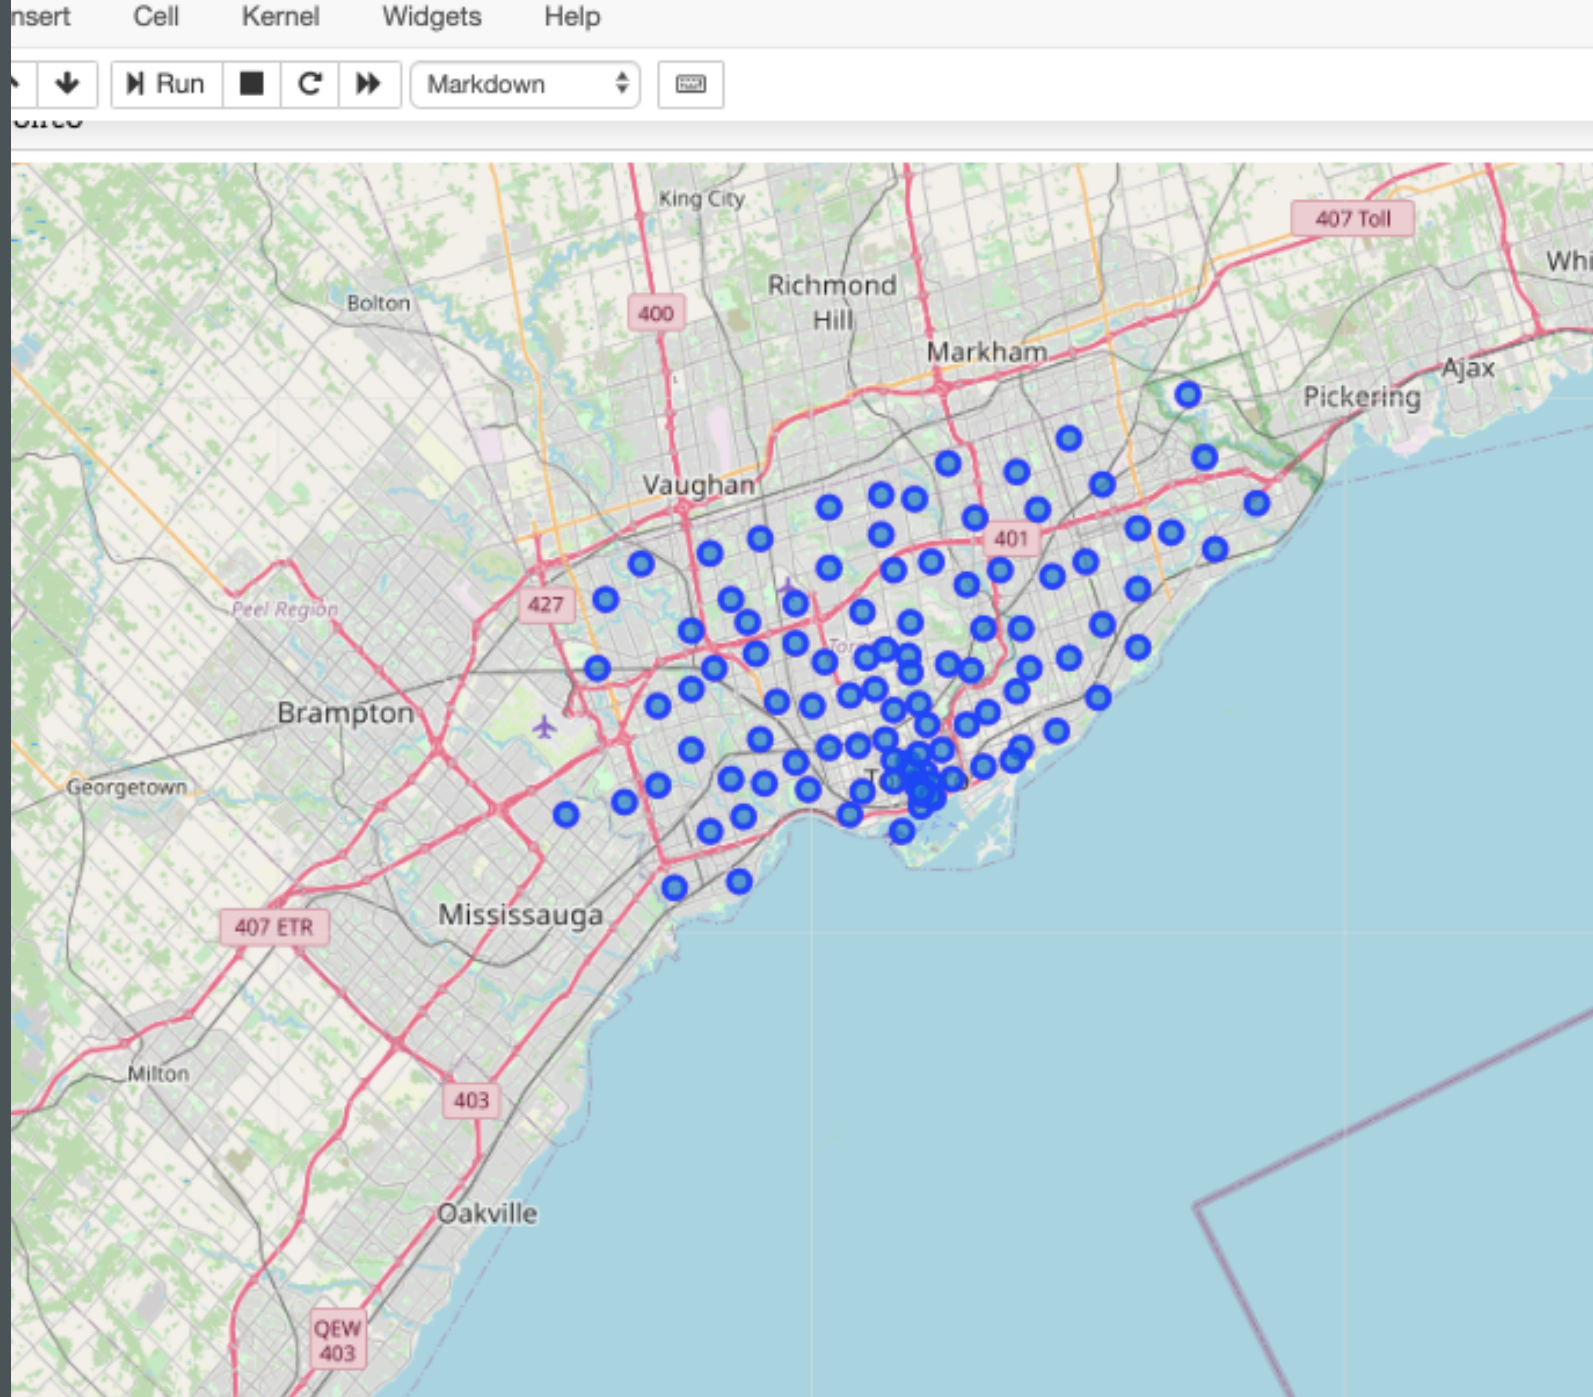 nsert Cell Kernel Widgets Help
Run Markdown
King City
407 Toll
Whi
Richmond
Hill
Bolton
400
Markham
Ajax
Pickering
Vaughan
401
427
Peel Region
Brampton
Georgetown
Mississauga
407 ETR
Milton
403
Oakville
QEW
403